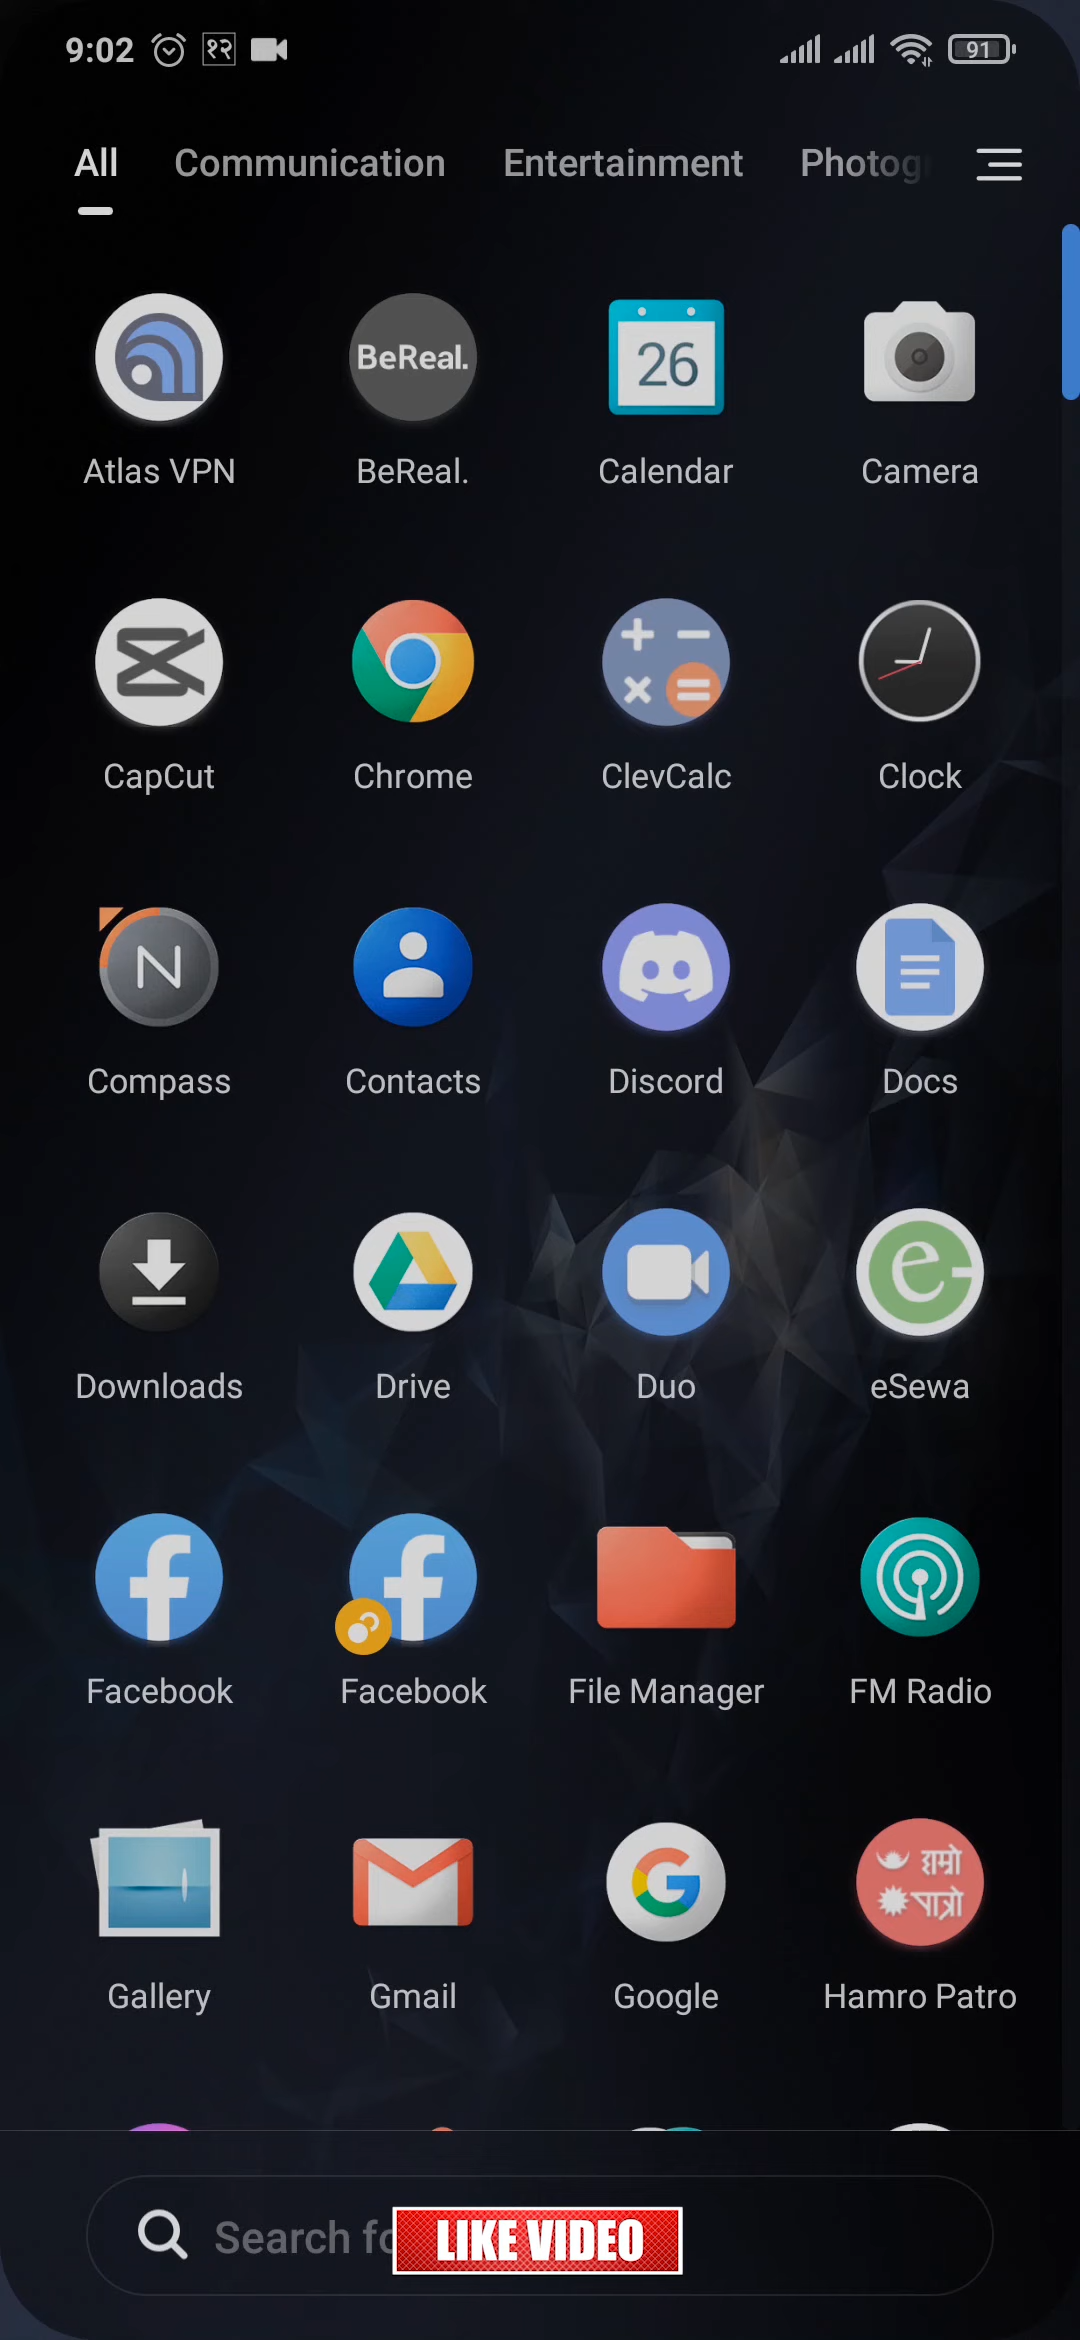 9:02 १२ 91
All Communication Entertainment Photog
BeReal. 26
Atlas VPN BeReal. Calendar Camera
CapCut Chrome ClevCalc Clock
N
Compass Contacts Discord Docs
Downloads Drive Duo eSewa
Facebook Facebook File Manager FM Radio
हाम्रो
पात्रो
Gallery Gmail Google Hamro Patro
Search fo
LIKE VIDEO